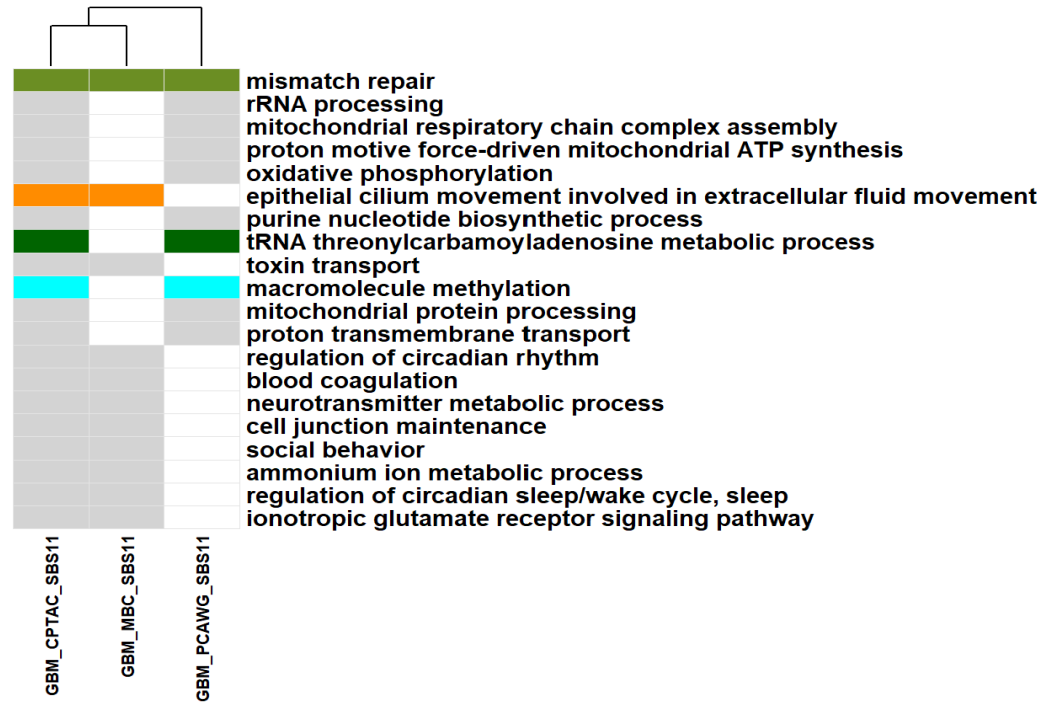 mismatch repair
rRNA processing
mitochondrial respiratory chain complex assembly
proton motive force-driven mitochondrial ATP synthesis
oxidative phosphorylation
epithelial cilium movement involved in extracellular fluid movement
purine nucleotide biosynthetic process
tRNA threonylcarbamoyladenosine metabolic process
toxin transport
macromolecule methylation
mitochondrial protein processing
proton transmembrane transport
regulation of circadian rhythm
blood coagulation
neurotransmitter metabolic process
cell junction maintenance
social behavior
ammonium ion metabolic process
regulation of circadian sleep/wake cycle, sleep
ionotropic glutamate receptor signaling pathway
GBM_CPTAC_SBS11
GBM_MBC_SBS11
GBM_PCAWG_SBS11